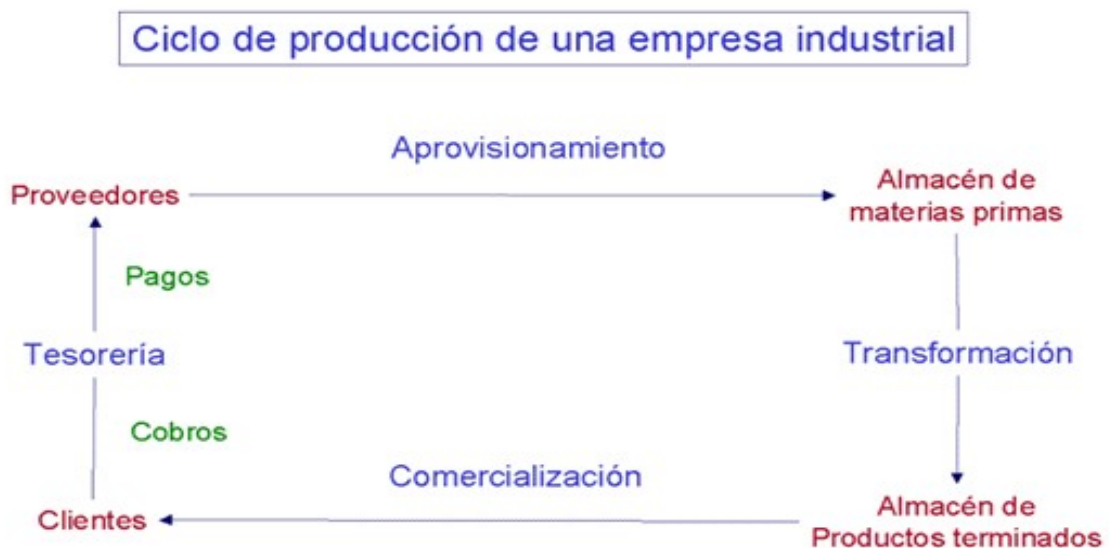 Ciclo de producción de una empresa industrial
Aprovisionamiento
Proveedores
Almacén de
materias primas
Pagos
Tesorería
Transformación
Cobros
Comercialización
Clientes
Almacén de
Productos terminados